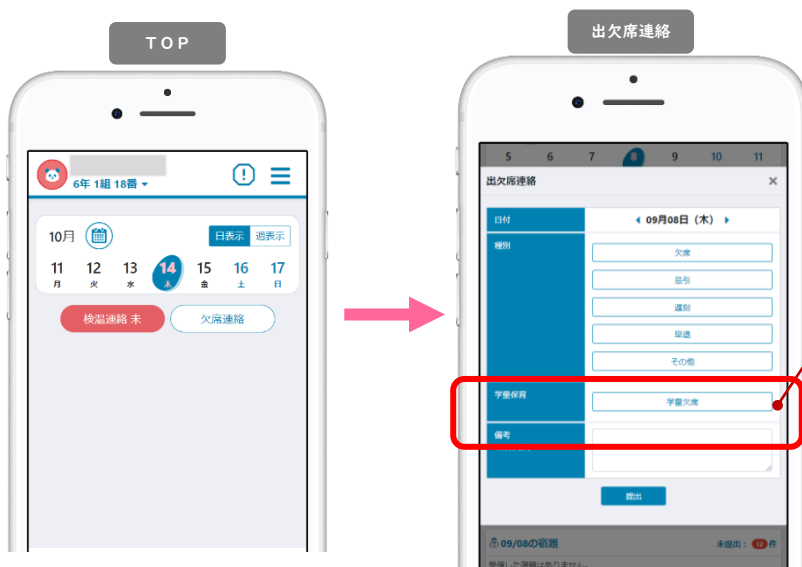 TOP
6年 1組 18番
10月
日表示 週表示
11 12 13 14 15 16 17
月 火 水 木 金 土 日
検温連絡 未
欠席連絡
出欠席連絡
5 6 7 8 9 10 11
出欠席連絡 ×
日付 09月08日 (木)
種別
欠席
忌引
遅刻
早退
その他
学童保育 学童欠席
備考
提出
09/08の宿題 未提出： 12 件